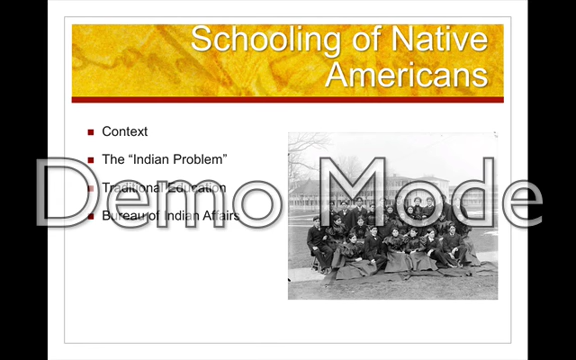 Schooling of Native
Americans
Context
The “Indian Problem”
Traditional Education
Bureau of Indian Affairs
Demo Mode